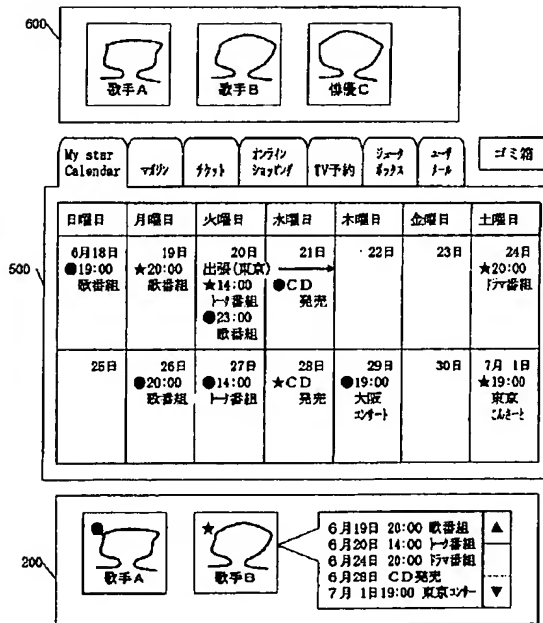 600
歌手A 歌手B 俳優C
My star Calendar
マガジン
チケット
オンライン ショッピング
TV予約
ジューク ボックス
ユーザ メール
ゴミ箱
500
日曜日 月曜日 火曜日 水曜日 木曜日 金曜日 土曜日
6月18日 19日 20日 21日 22日 23日 24日
●19:00 歌番組
★20:00 歌番組
出張(東京)
★14:00 トーク番組
●23:00 歌番組
●CD 発売
★20:00 ドラマ番組
25日 26日 27日 28日 29日 30日 7月 1日
●20:00 歌番組
●14:00 トーク番組
★CD 発売
●19:00 大阪 コンサート
★19:00 東京 こんさーと
200
● 歌手A
★ 歌手B
6月19日 20:00 歌番組
6月20日 14:00 トーク番組
6月24日 20:00 ドラマ番組
6月28日 CD発売
7月 1日19:00 東京コンサー
▲
▼